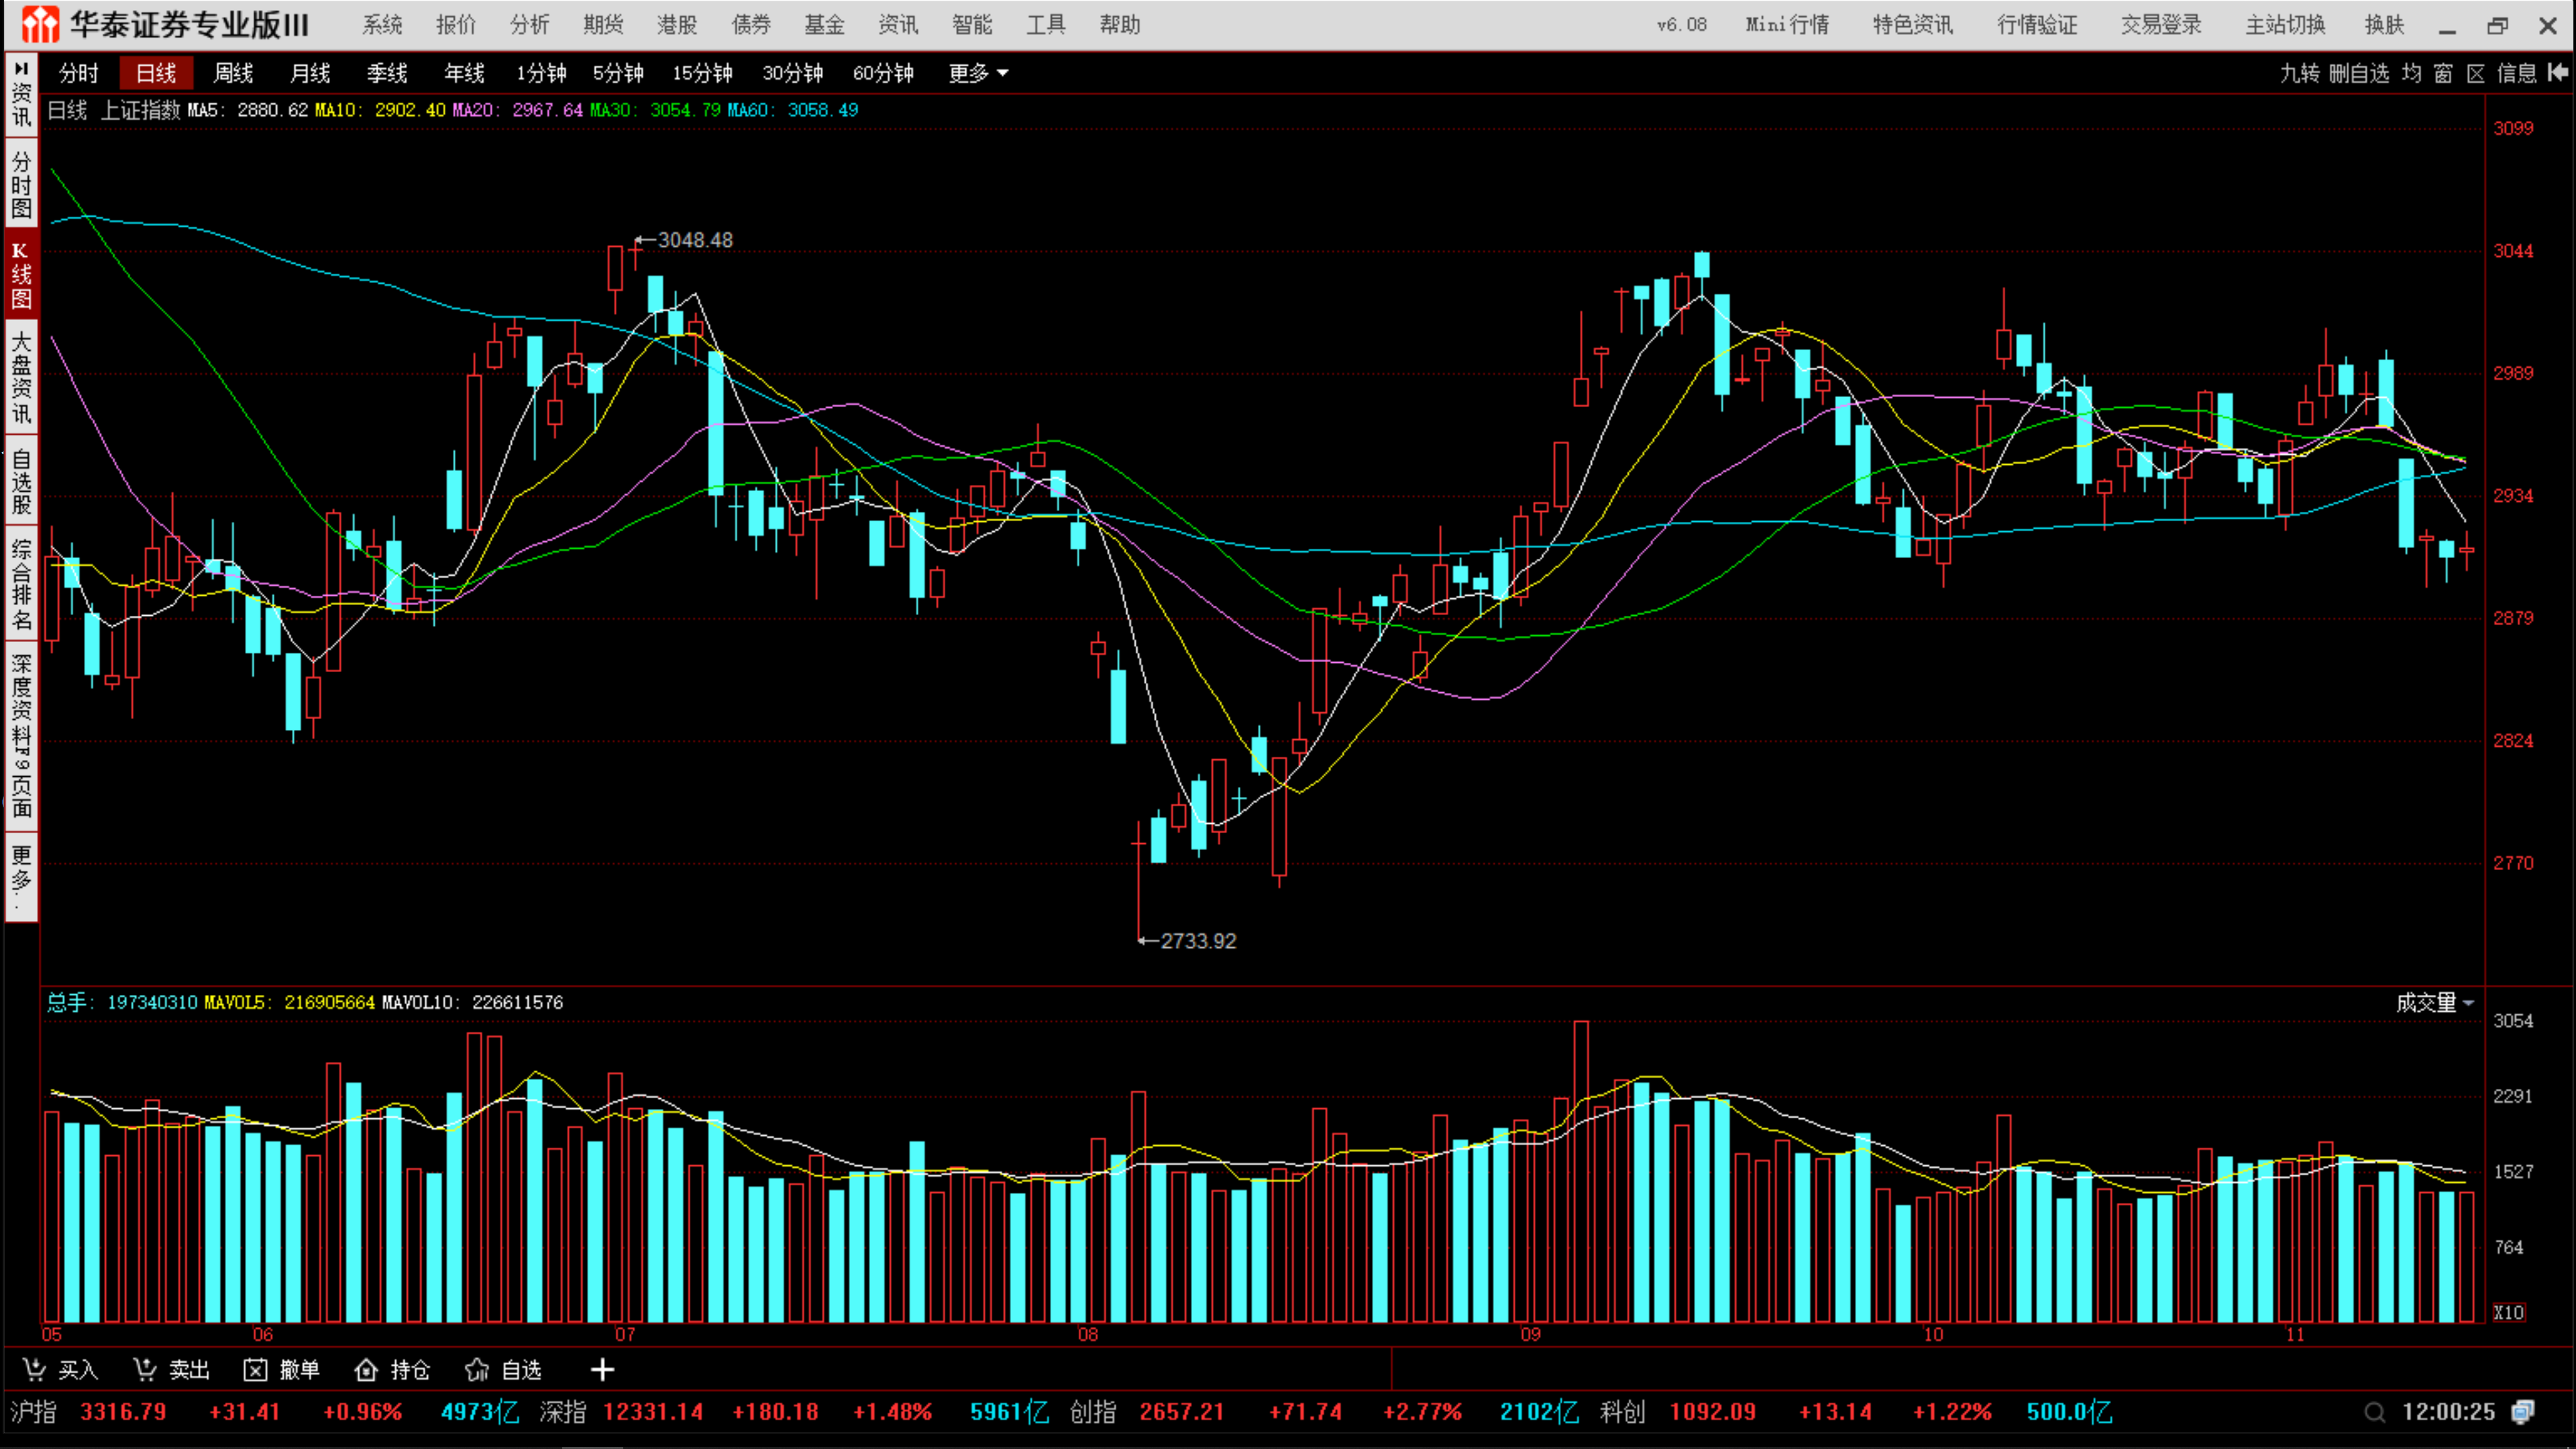 华泰证券专业版III 系统 报价 分析 期货 港股 债券 基金 资讯 智能 工具 帮助 v6.08 Mini行情 特色资讯 行情验证 交易登录 主站切换 换肤
分时 日线 周线 月线 季线 年线 1分钟 5分钟 15分钟 30分钟 60分钟 更多 九转 删自选 均 窗 区 信息
日线 上证指数 MA5: 2880.62 MA10: 2902.40 MA20: 2967.64 MA30: 3054.79 MA60: 3058.49
资讯
分时图
K线图
大盘资讯
自选股
综合排名
深度资料F9页面
更多..
3099
3044
2989
2934
2879
2824
2770
3048.48
2733.92
总手: 197340310 MAVOL5: 216905664 MAVOL10: 226611576 成交量
3054
2291
1527
764
X10
05 06 07 08 09 10 11
买入 卖出 撤单 持仓 自选
沪指 3316.79 +31.41 +0.96% 4973亿 深指 12331.14 +180.18 +1.48% 5961亿 创指 2657.21 +71.74 +2.77% 2102亿 科创 1092.09 +13.14 +1.22% 500.0亿 12:00:25